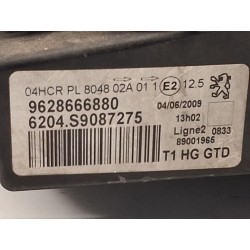 04HCR PL 8048 02A 01 1 E2 12.5
9628666880 04/06/2009
6204.S9087275 13h02
Ligne2 0833
89001965
T1 HG GTD